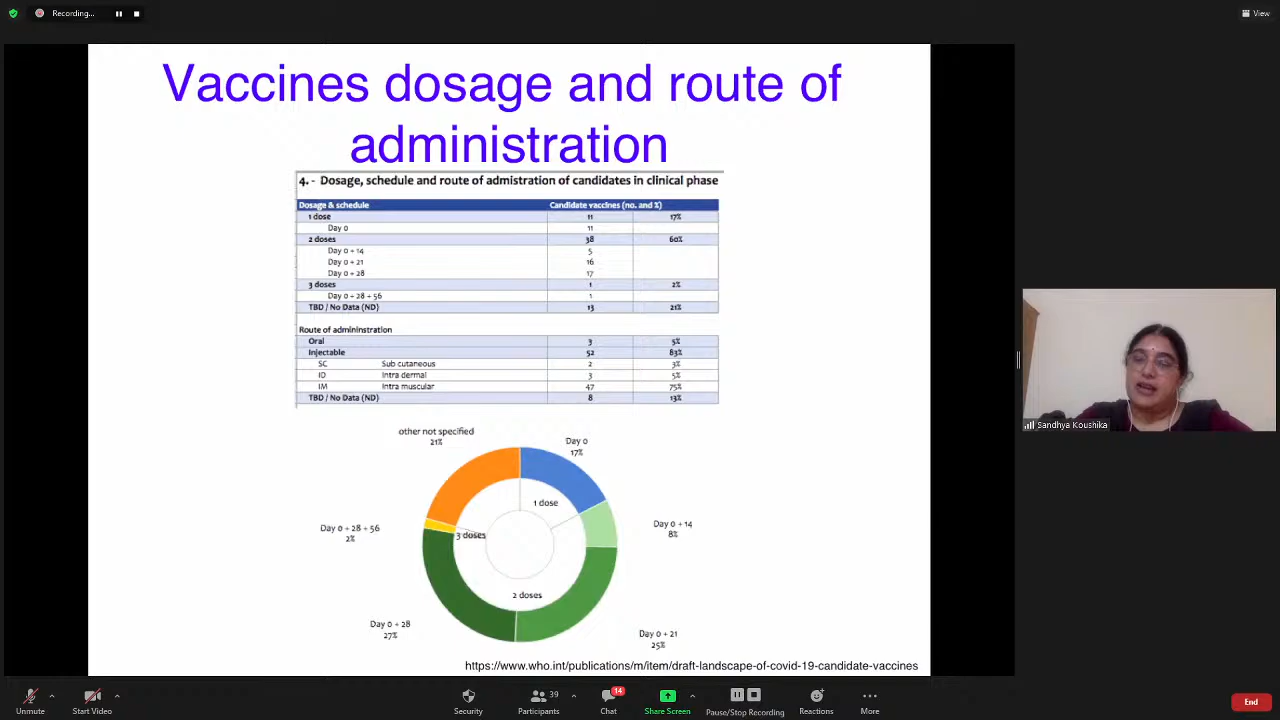 Recording...
View
Vaccines dosage and route of
administration
4. - Dosage, schedule and route of admistration of candidates in clinical phase
Dosage & schedule Candidate vaccines (no. and %)
1 dose 11 17%
Day 0 11
2 doses 38 60%
Day 0 + 14 5
Day 0 + 21 16
Day 0 + 28 17
3 doses 1 2%
Day 0 + 28 + 56 1
TBD / No Data (ND) 13 21%
Route of admininstration
Oral 3 5%
Injectable 52 83%
SC Sub cutaneous 2 3%
ID Intra dermal 3 5%
IM Intra muscular 47 75%
TBD / No Data (ND) 8 13%
other not specified
21%
Day 0
17%
1 dose
Day 0 + 14
8%
Day 0 + 28 + 56
2%
3 doses
2 doses
Day 0 + 28
27%
Day 0 + 21
25%
https://www.who.int/publications/m/item/draft-landscape-of-covid-19-candidate-vaccines
Sandhya Koushika
Unmute
Start Video
Security
39
Participants
14
Chat
Share Screen
Pause/Stop Recording
Reactions
More
End